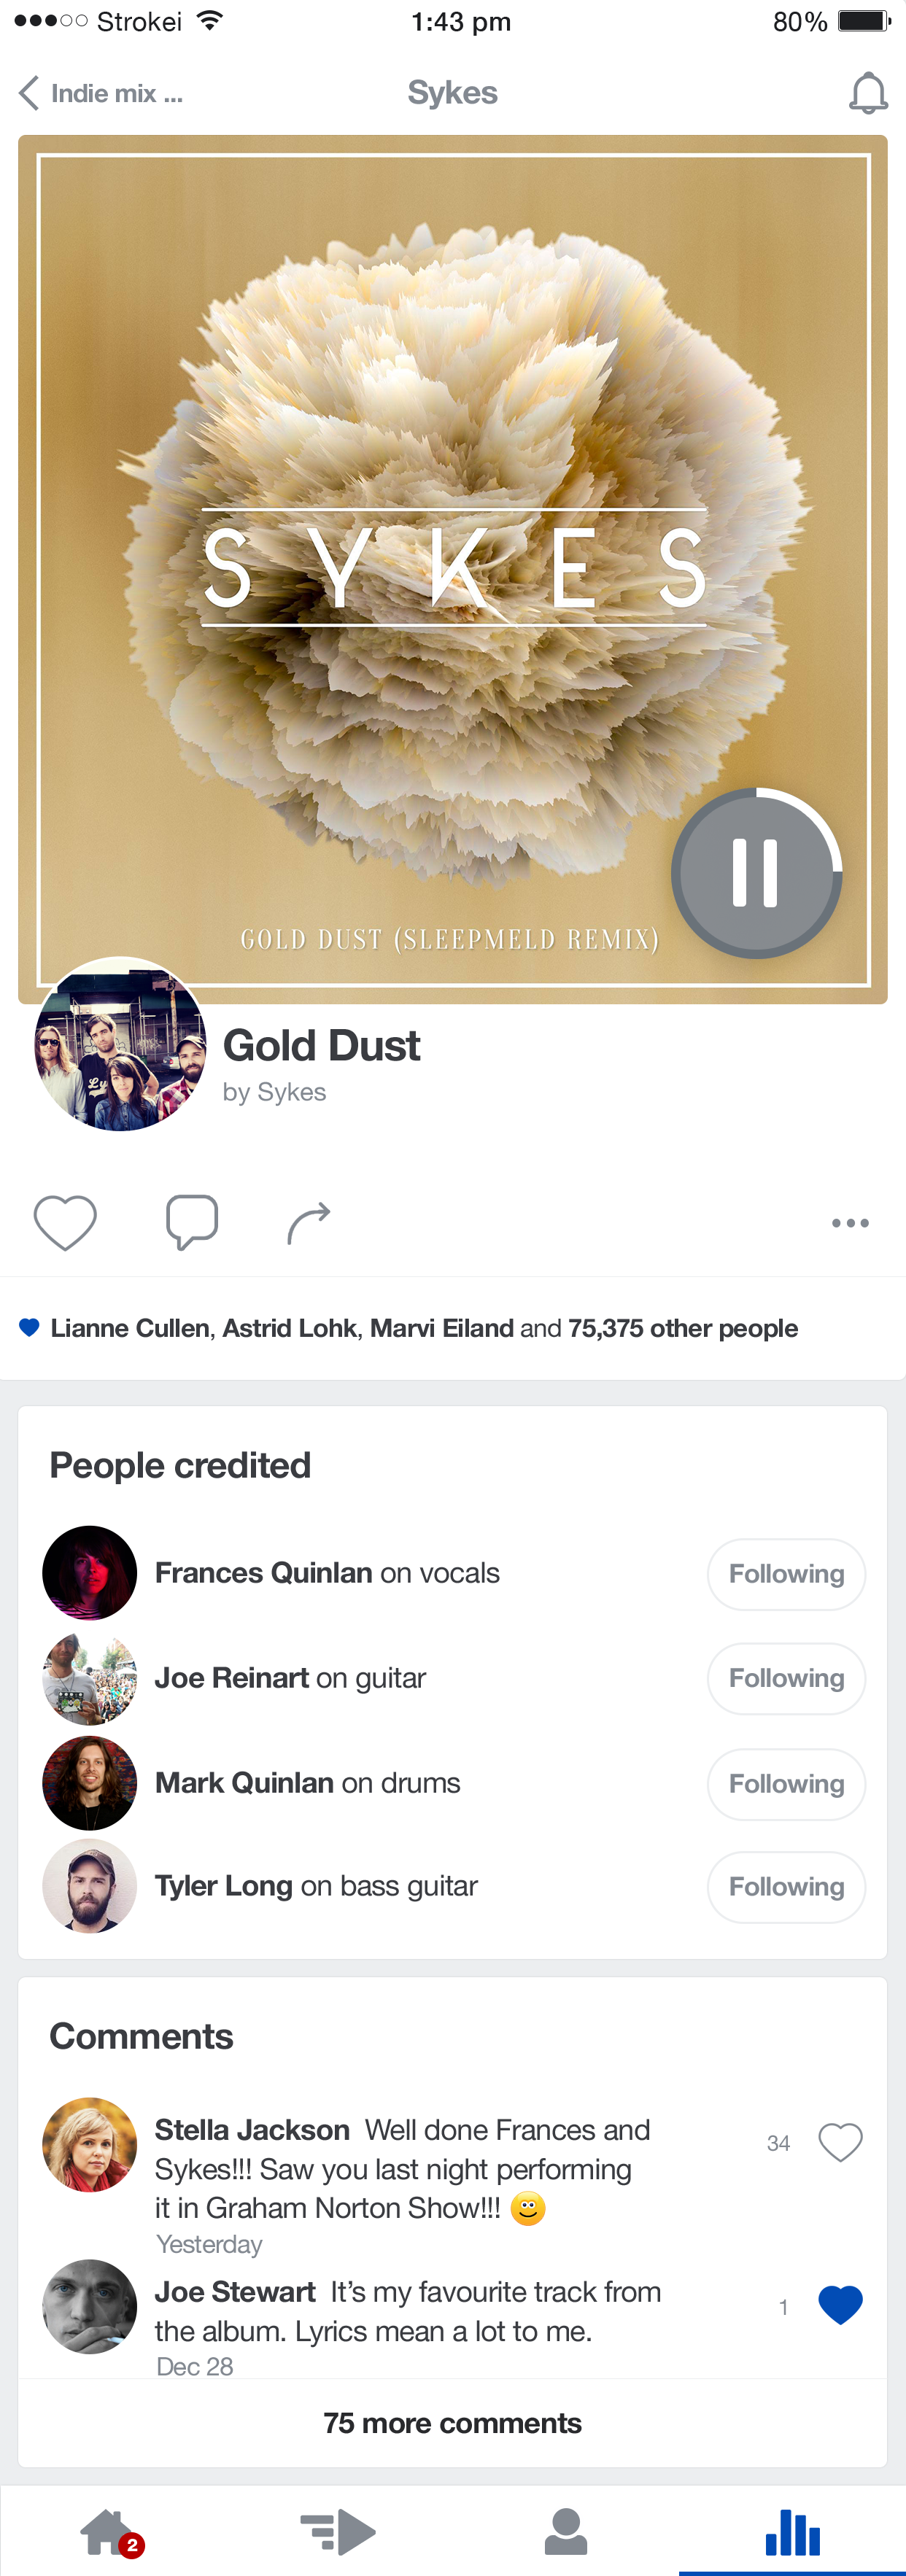 Strokei 1:43 pm 80%
Indie mix ... Sykes
SYKES
GOLD DUST (SLEEPMELD REMIX)
Gold Dust
by Sykes
Lianne Cullen, Astrid Lohk, Marvi Eiland and 75,375 other people
People credited
Frances Quinlan on vocals Following
Joe Reinart on guitar Following
Mark Quinlan on drums Following
Tyler Long on bass guitar Following
Comments
Stella Jackson Well done Frances and
Sykes!!! Saw you last night performing
it in Graham Norton Show!!! 🙂
34
Yesterday
Joe Stewart It’s my favourite track from
the album. Lyrics mean a lot to me.
1
Dec 28
75 more comments
2